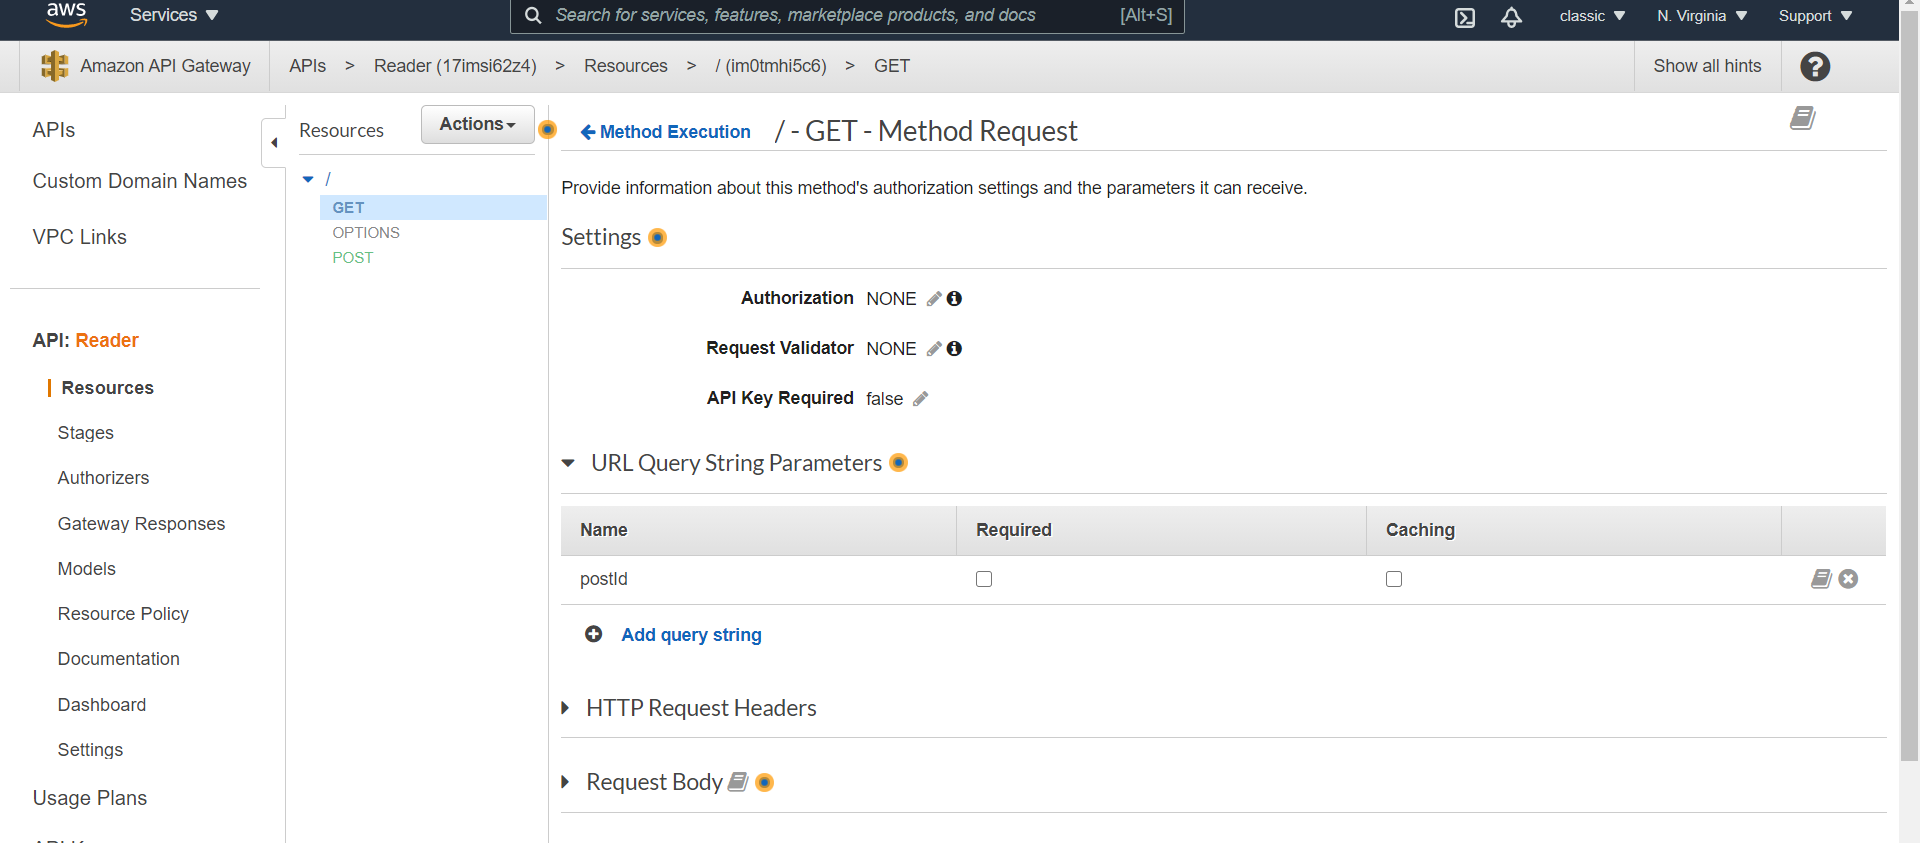 aws
Services
Search for services, features, marketplace products, and docs [Alt+S]
classic
N. Virginia
Support
Amazon API Gateway
APIs > Reader (17imsi62z4) > Resources > / (im0tmhi5c6) > GET
Show all hints
APIs
Custom Domain Names
VPC Links
API: Reader
Resources
Stages
Authorizers
Gateway Responses
Models
Resource Policy
Documentation
Dashboard
Settings
Usage Plans
Resources
Actions
/
GET
OPTIONS
POST
Method Execution / - GET - Method Request
Provide information about this method's authorization settings and the parameters it can receive.
Settings
Authorization NONE
Request Validator NONE
API Key Required false
URL Query String Parameters
Name Required Caching
postId
Add query string
HTTP Request Headers
Request Body